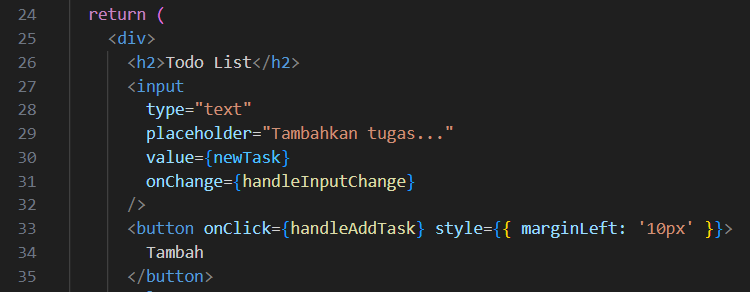 24 return (
25 <div>
26 <h2>Todo List</h2>
27 <input
28 type="text"
29 placeholder="Tambahkan tugas..."
30 value={newTask}
31 onChange={handleInputChange}
32 />
33 <button onClick={handleAddTask} style={{ marginLeft: '10px' }}>
34 Tambah
35 </button>